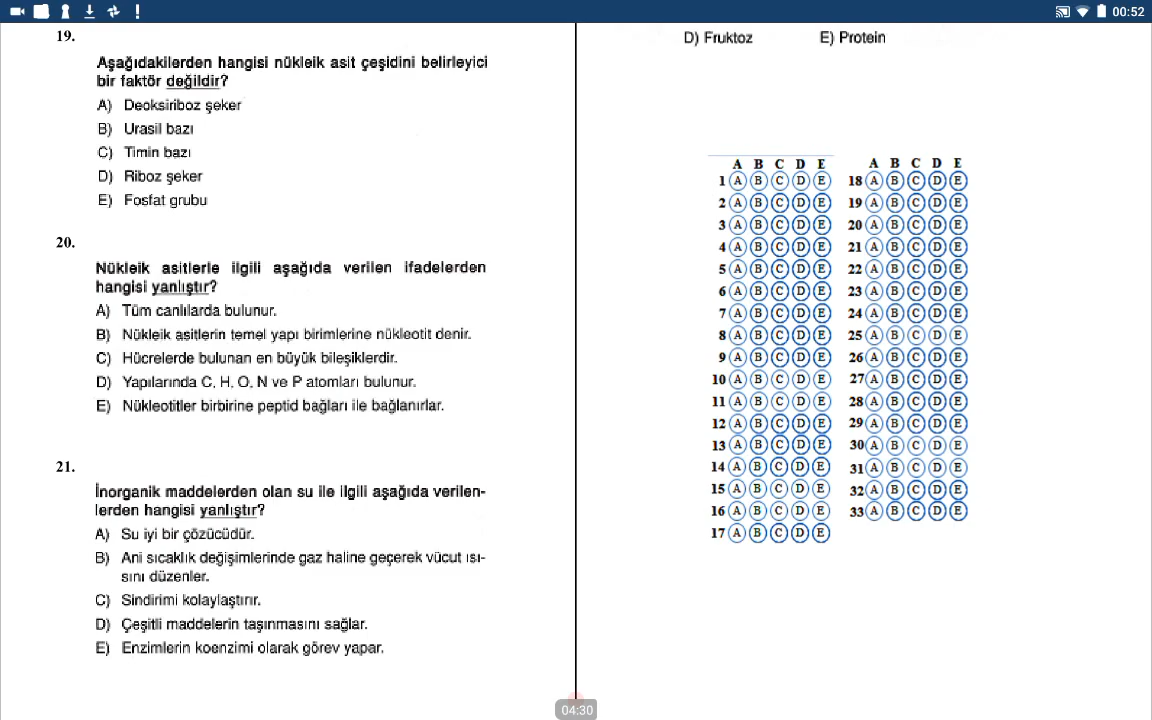 00:52
19.
Aşağıdakilerden hangisi nükleik asit çeşidini belirleyici
bir faktör değildir?
A) Deoksiriboz şeker
B) Urasil bazı
C) Timin bazı
D) Riboz şeker
E) Fosfat grubu
20.
Nükleik asitlerle ilgili aşağıda verilen ifadelerden
hangisi yanlıştır?
A) Tüm canlılarda bulunur.
B) Nükleik asitlerin temel yapı birimlerine nükleotit denir.
C) Hücrelerde bulunan en büyük bileşiklerdir.
D) Yapılarında C, H, O, N ve P atomları bulunur.
E) Nükleotitler birbirine peptid bağları ile bağlanırlar.
21.
İnorganik maddelerden olan su ile ilgili aşağıda verilen-
lerden hangisi yanlıştır?
A) Su iyi bir çözücüdür.
B) Ani sıcaklık değişimlerinde gaz haline geçerek vücut ısı-
sını düzenler.
C) Sindirimi kolaylaştırır.
D) Çeşitli maddelerin taşınmasını sağlar.
E) Enzimlerin koenzimi olarak görev yapar.
D) Fruktoz E) Protein
A B C D E
1 A B C D E
2 A B C D E
3 A B C D E
4 A B C D E
5 A B C D E
6 A B C D E
7 A B C D E
8 A B C D E
9 A B C D E
10 A B C D E
11 A B C D E
12 A B C D E
13 A B C D E
14 A B C D E
15 A B C D E
16 A B C D E
17 A B C D E
A B C D E
18 A B C D E
19 A B C D E
20 A B C D E
21 A B C D E
22 A B C D E
23 A B C D E
24 A B C D E
25 A B C D E
26 A B C D E
27 A B C D E
28 A B C D E
29 A B C D E
30 A B C D E
31 A B C D E
32 A B C D E
33 A B C D E
04:30